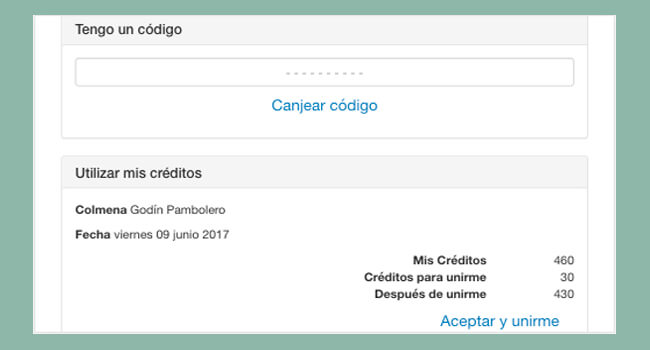 Tengo un código
- - - - - - - - - -
Canjear código
Utilizar mis créditos
Colmena Godín Pambolero
Fecha viernes 09 junio 2017
Mis Créditos 460
Créditos para unirme 30
Después de unirme 430
Aceptar y unirme